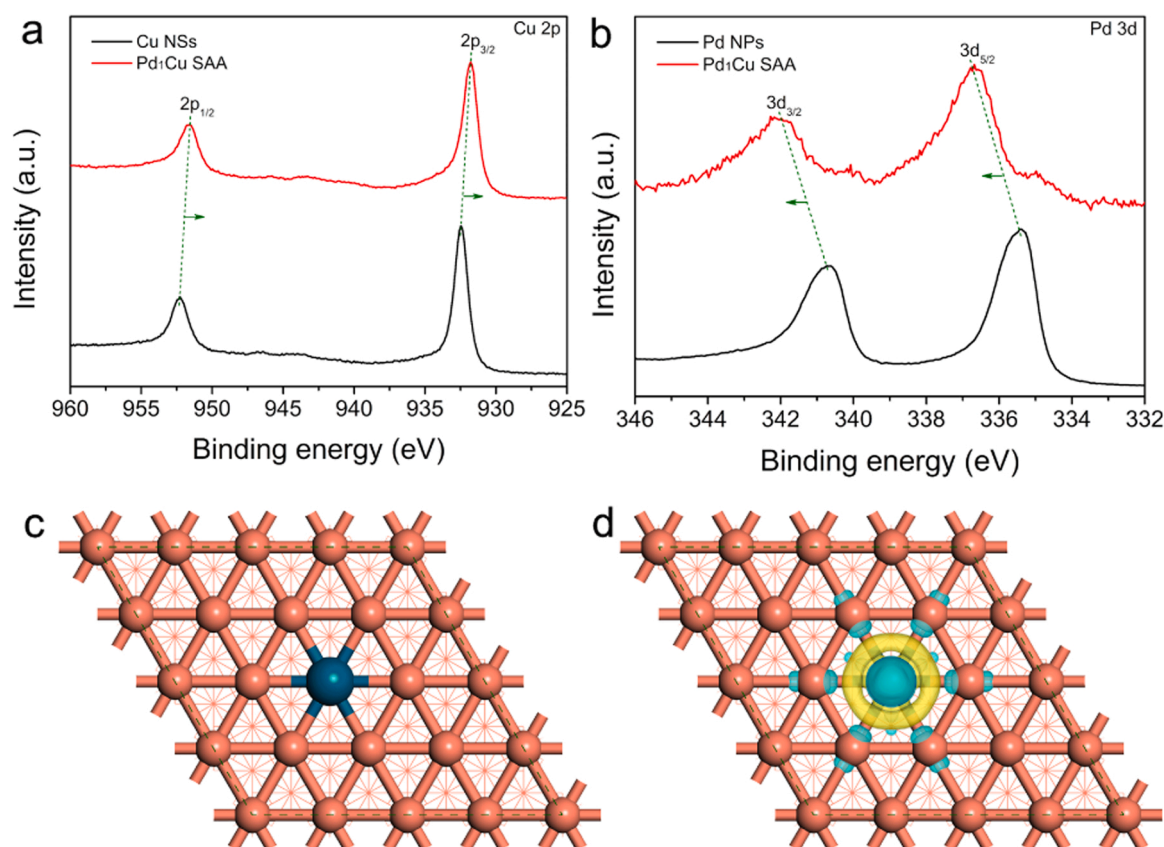 a
Cu 2p
Cu NSs
Pd₁Cu SAA
2p₃/₂
2p₁/₂
Intensity (a.u.)
960 955 950 945 940 935 930 925
Binding energy (eV)
b
Pd 3d
Pd NPs
Pd₁Cu SAA
3d₅/₂
3d₃/₂
Intensity (a.u.)
346 344 342 340 338 336 334 332
Binding energy (eV)
c
d